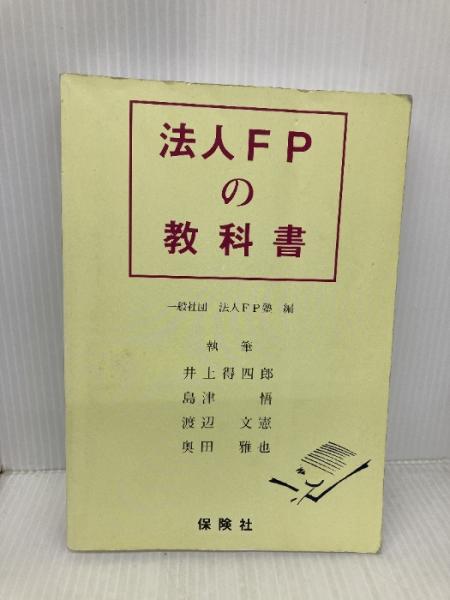 法人FP
の
教科書
一般社団 法人FP塾 編
執筆
井上得四郎
島津 悟
渡辺 文憲
奥田 雅也
保険社